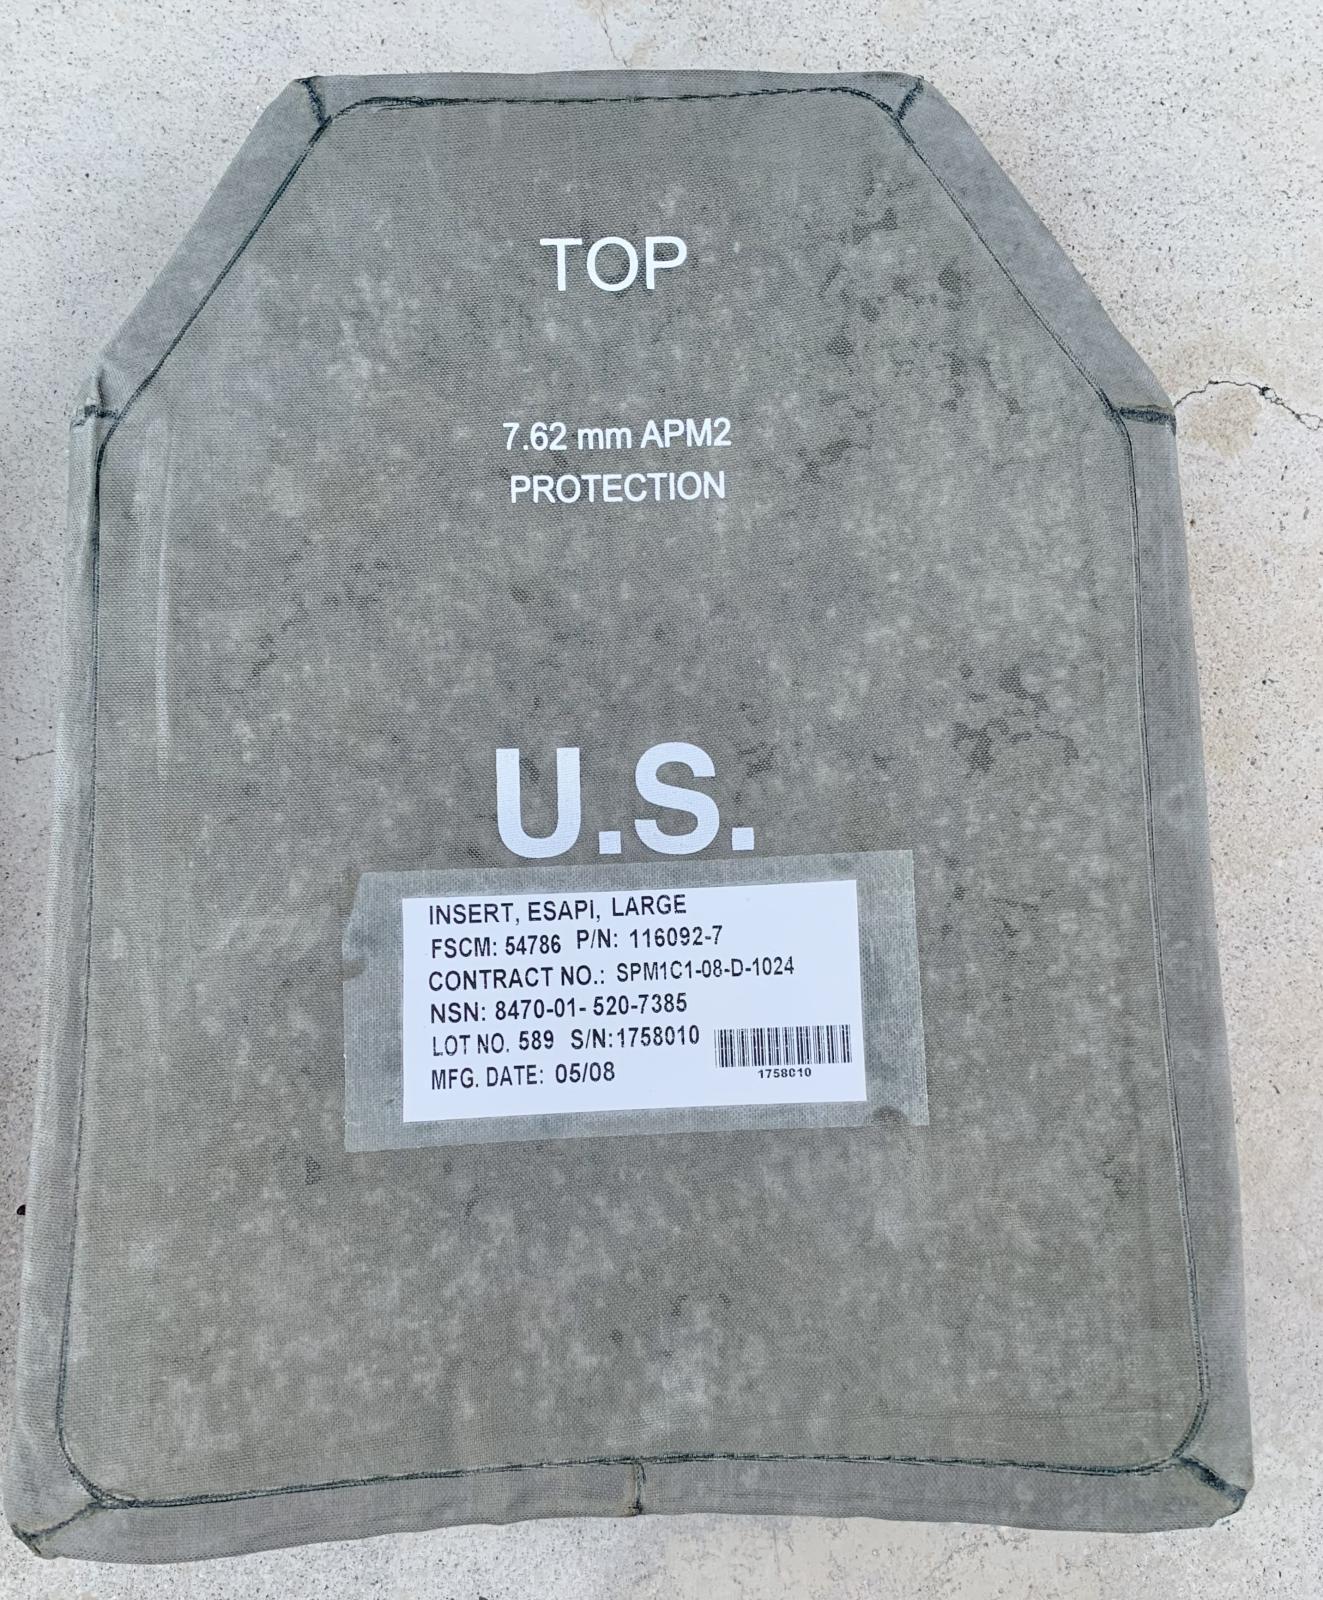 TOP
7.62 mm APM2
PROTECTION
U.S.
INSERT, ESAPI, LARGE
FSCM: 54786 P/N: 116092-7
CONTRACT NO.: SPM1C1-08-D-1024
NSN: 8470-01- 520-7385
LOT NO. 589 S/N:1758010
1758010
MFG. DATE: 05/08